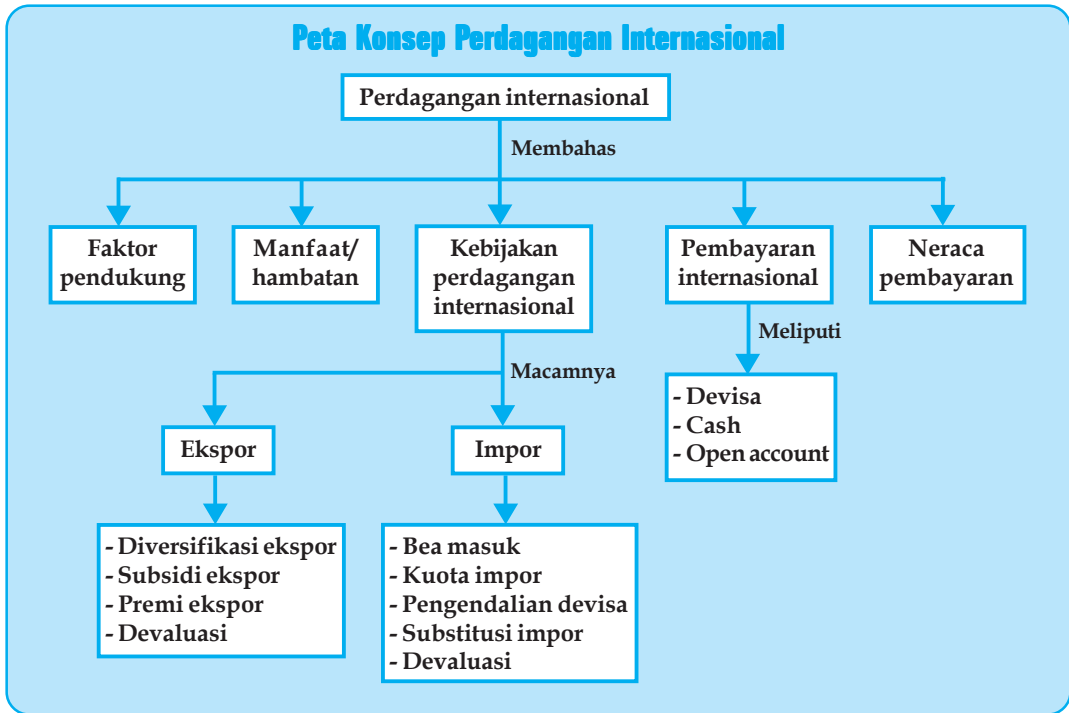 Peta Konsep Perdagangan Internasional
Perdagangan internasional
Membahas
Faktor
pendukung
Manfaat/
hambatan
Kebijakan
perdagangan
internasional
Pembayaran
internasional
Neraca
pembayaran
Meliputi
- Devisa
- Cash
- Open account
Macamnya
Ekspor
Impor
- Diversifikasi ekspor
- Subsidi ekspor
- Premi ekspor
- Devaluasi
- Bea masuk
- Kuota impor
- Pengendalian devisa
- Substitusi impor
- Devaluasi